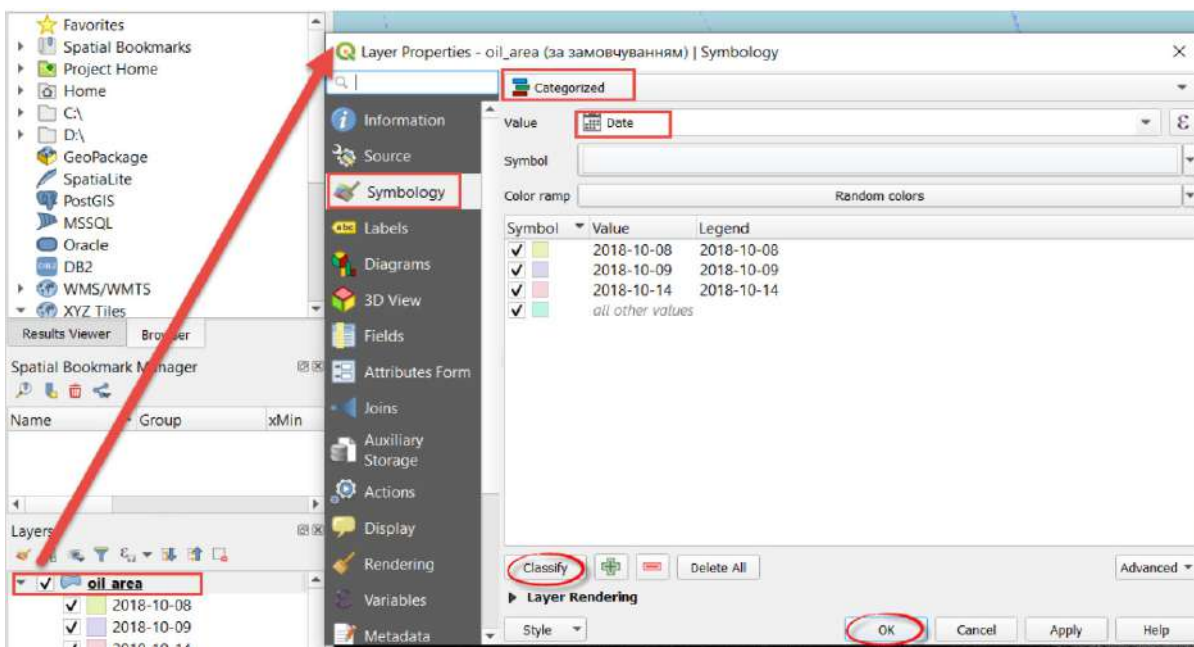 Favorites
Spatial Bookmarks
Project Home
Home
C:\
D:\
GeoPackage
SpatiaLite
PostGIS
MSSQL
Oracle
DB2
WMS/WMTS
XYZ Tiles
Results Viewer
Spatial Bookmark Manager
Name Group xMin
Layers
oil_area
2018-10-08
2018-10-09
2018-10-14
Layer Properties - oil_area (за замовчуванням) | Symbology
Information
Source
Symbology
Labels
Diagrams
3D View
Fields
Attributes Form
Joins
Auxiliary
Storage
Actions
Display
Rendering
Variables
Metadata
Categorized
Value Date ε
Symbol
Color ramp Random colors
Symbol Value Legend
2018-10-08 2018-10-08
2018-10-09 2018-10-09
2018-10-14 2018-10-14
all other values
Classify Delete All Advanced
Layer Rendering
Style OK Cancel Apply Help